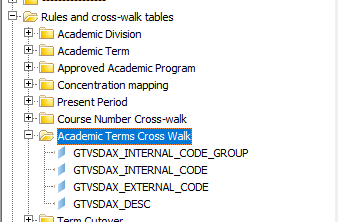 Rules and cross-walk tables
Academic Division
Academic Term
Approved Academic Program
Concentration mapping
Present Period
Course Number Cross-walk
Academic Terms Cross Walk
GTVSDAX_INTERNAL_CODE_GROUP
GTVSDAX_INTERNAL_CODE
GTVSDAX_EXTERNAL_CODE
GTVSDAX_DESC
Term Cutover